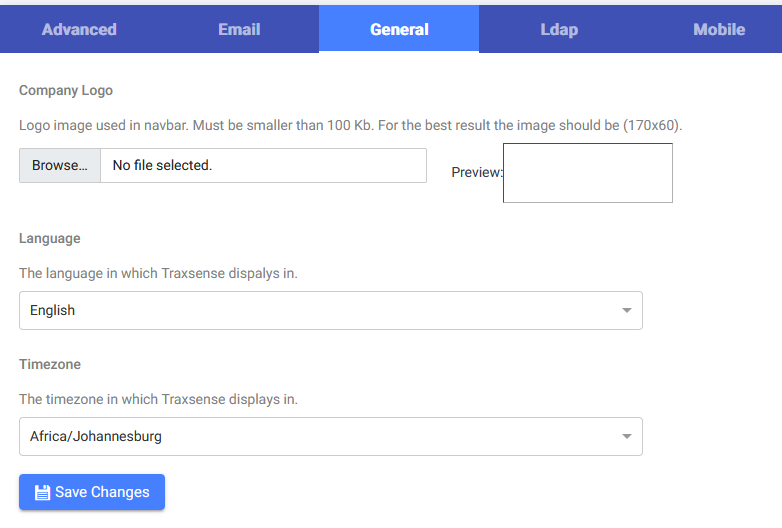 Advanced Email General Ldap Mobile
Company Logo
Logo image used in navbar. Must be smaller than 100 Kb. For the best result the image should be (170x60).
Browse... No file selected. Preview:
Language
The language in which Traxsense dispalys in.
English
Timezone
The timezone in which Traxsense displays in.
Africa/Johannesburg
Save Changes